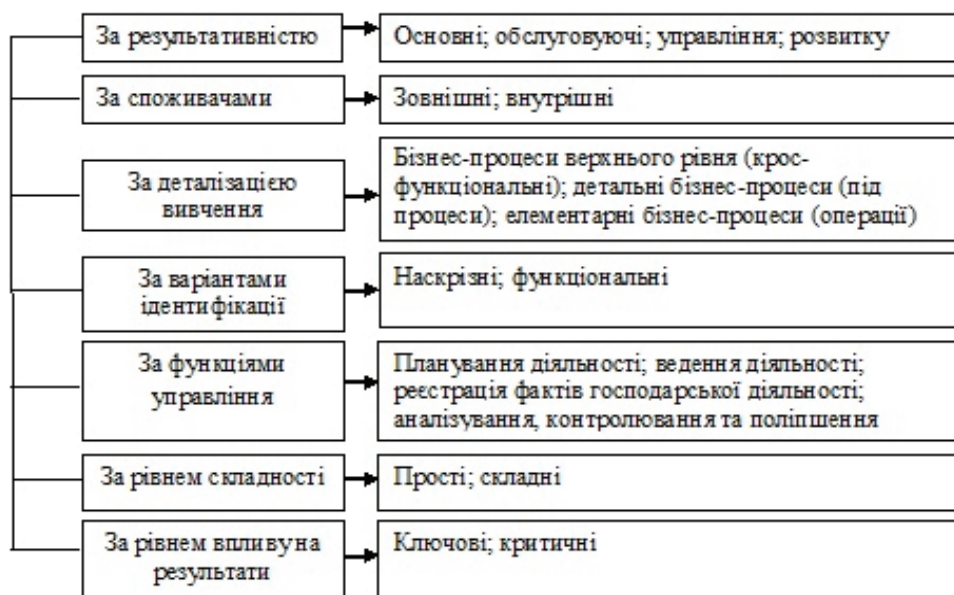 За результативністю
Основні; обслуговуючі; управління; розвитку
За споживачами
Зовнішні; внутрішні
За деталізацією
вивчення
Бізнес-процеси верхнього рівня (крос-
функціональні); детальні бізнес-процеси (під
процеси); елементарні бізнес-процеси (операції)
За варіантами
ідентифікації
Наскрізні; функціональні
За функціями
управління
Планування діяльності; ведення діяльності;
реєстрація фактів господарської діяльності;
аналізування, контролювання та поліпшення
За рівнем складності
Прості; складні
За рівнем впливу на
результати
Ключові; критичні